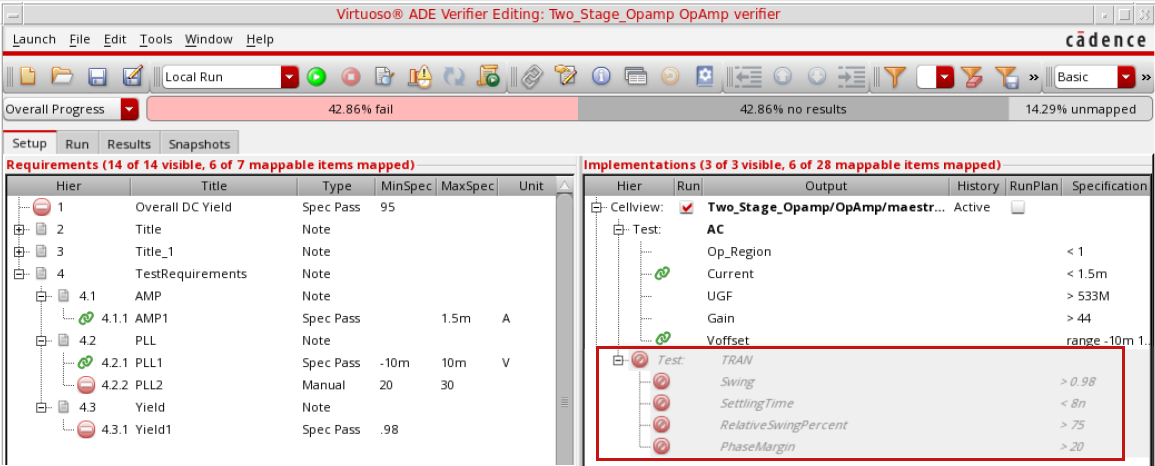 Virtuoso® ADE Verifier Editing: Two_Stage_Opamp OpAmp verifier
Launch File Edit Tools Window Help
cādence
Local Run
»
Basic
»
Overall Progress
42.86% fail
42.86% no results
14.29% unmapped
Setup Run Results Snapshots
Requirements (14 of 14 visible, 6 of 7 mappable items mapped)
Hier Title Type MinSpec MaxSpec Unit
1 Overall DC Yield Spec Pass 95
2 Title Note
3 Title_1 Note
4 TestRequirements Note
4.1 AMP Note
4.1.1 AMP1 Spec Pass 1.5m A
4.2 PLL Note
4.2.1 PLL1 Spec Pass -10m 10m V
4.2.2 PLL2 Manual 20 30
4.3 Yield Note
4.3.1 Yield1 Spec Pass .98
Implementations (3 of 3 visible, 6 of 28 mappable items mapped)
Hier Run Output History RunPlan Specification
Cellview: Two_Stage_Opamp/OpAmp/maestr... Active
Test: AC
Op_Region < 1
Current < 1.5m
UGF > 533M
Gain > 44
Voffset range -10m 1..
Test: TRAN
Swing > 0.98
SettlingTime < 8n
RelativeSwingPercent > 75
PhaseMargin > 20